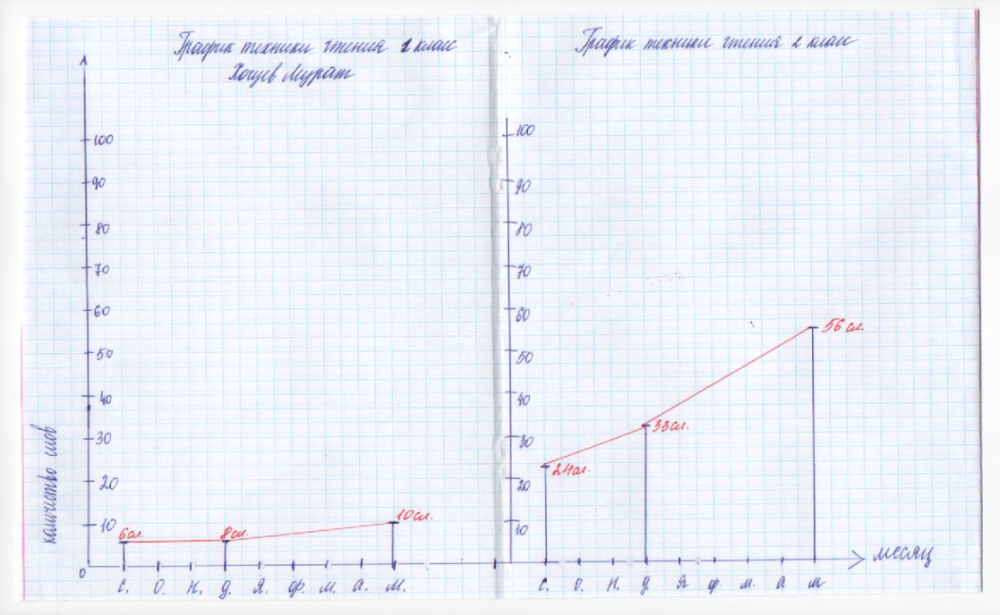 График техники чтения 1 класс
Хочуев Мурат
100
90
80
70
60
50
40
30
20
10
0
количество слов
6сл.
8сл.
10сл.
с. о. н. д. я. ф. м. а. м.
График техники чтения 2 класс
100
90
80
70
60
50
40
30
20
10
24сл.
33сл.
56сл.
с. о. н. д я ф. м. а м
месяц